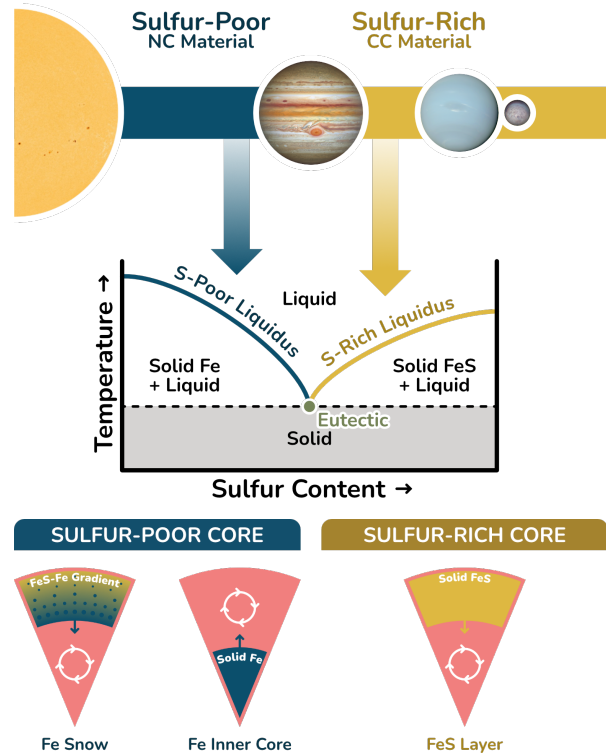 Sulfur-Poor
NC Material
Sulfur-Rich
CC Material
Temperature →
S-Poor Liquidus
Liquid
S-Rich Liquidus
Solid Fe
+ Liquid
Solid FeS
+ Liquid
Eutectic
Solid
Sulfur Content →
SULFUR-POOR CORE
SULFUR-RICH CORE
FeS-Fe Gradient
Solid Fe
Solid FeS
Fe Snow
Fe Inner Core
FeS Layer